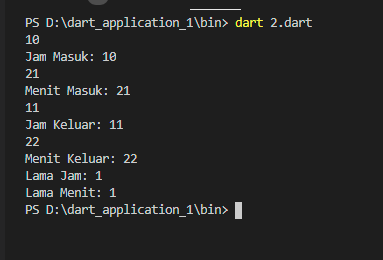 PS D:\dart_application_1\bin> dart 2.dart
10
Jam Masuk: 10
21
Menit Masuk: 21
11
Jam Keluar: 11
22
Menit Keluar: 22
Lama Jam: 1
Lama Menit: 1
PS D:\dart_application_1\bin>